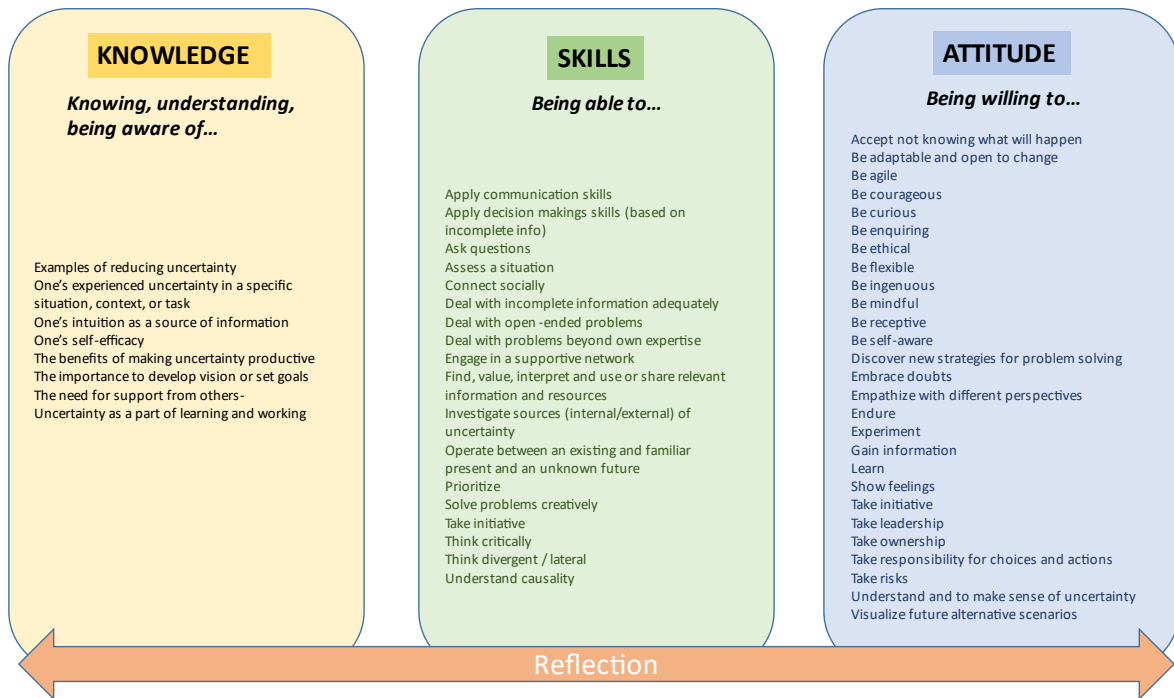 KNOWLEDGE
Knowing, understanding,
being aware of...
Examples of reducing uncertainty
One's experienced uncertainty in a specific
situation, context, or task
One's intuition as a source of information
One's self-efficacy
The benefits of making uncertainty productive
The importance to develop vision or set goals
The need for support from others-
Uncertainty as a part of learning and working
SKILLS
Being able to...
Apply communication skills
Apply decision makings skills (based on
incomplete info)
Ask questions
Assess a situation
Connect socially
Deal with incomplete information adequately
Deal with open -ended problems
Deal with problems beyond own expertise
Engage in a supportive network
Find, value, interpret and use or share relevant
information and resources
Investigate sources (internal/external) of
uncertainty
Operate between an existing and familiar
present and an unknown future
Prioritize
Solve problems creatively
Take initiative
Think critically
Think divergent / lateral
Understand causality
ATTITUDE
Being willing to...
Accept not knowing what will happen
Be adaptable and open to change
Be agile
Be courageous
Be curious
Be enquiring
Be ethical
Be flexible
Be ingenuous
Be mindful
Be receptive
Be self-aware
Discover new strategies for problem solving
Embrace doubts
Empathize with different perspectives
Endure
Experiment
Gain information
Learn
Show feelings
Take initiative
Take leadership
Take ownership
Take responsibility for choices and actions
Take risks
Understand and to make sense of uncertainty
Visualize future alternative scenarios
Reflection